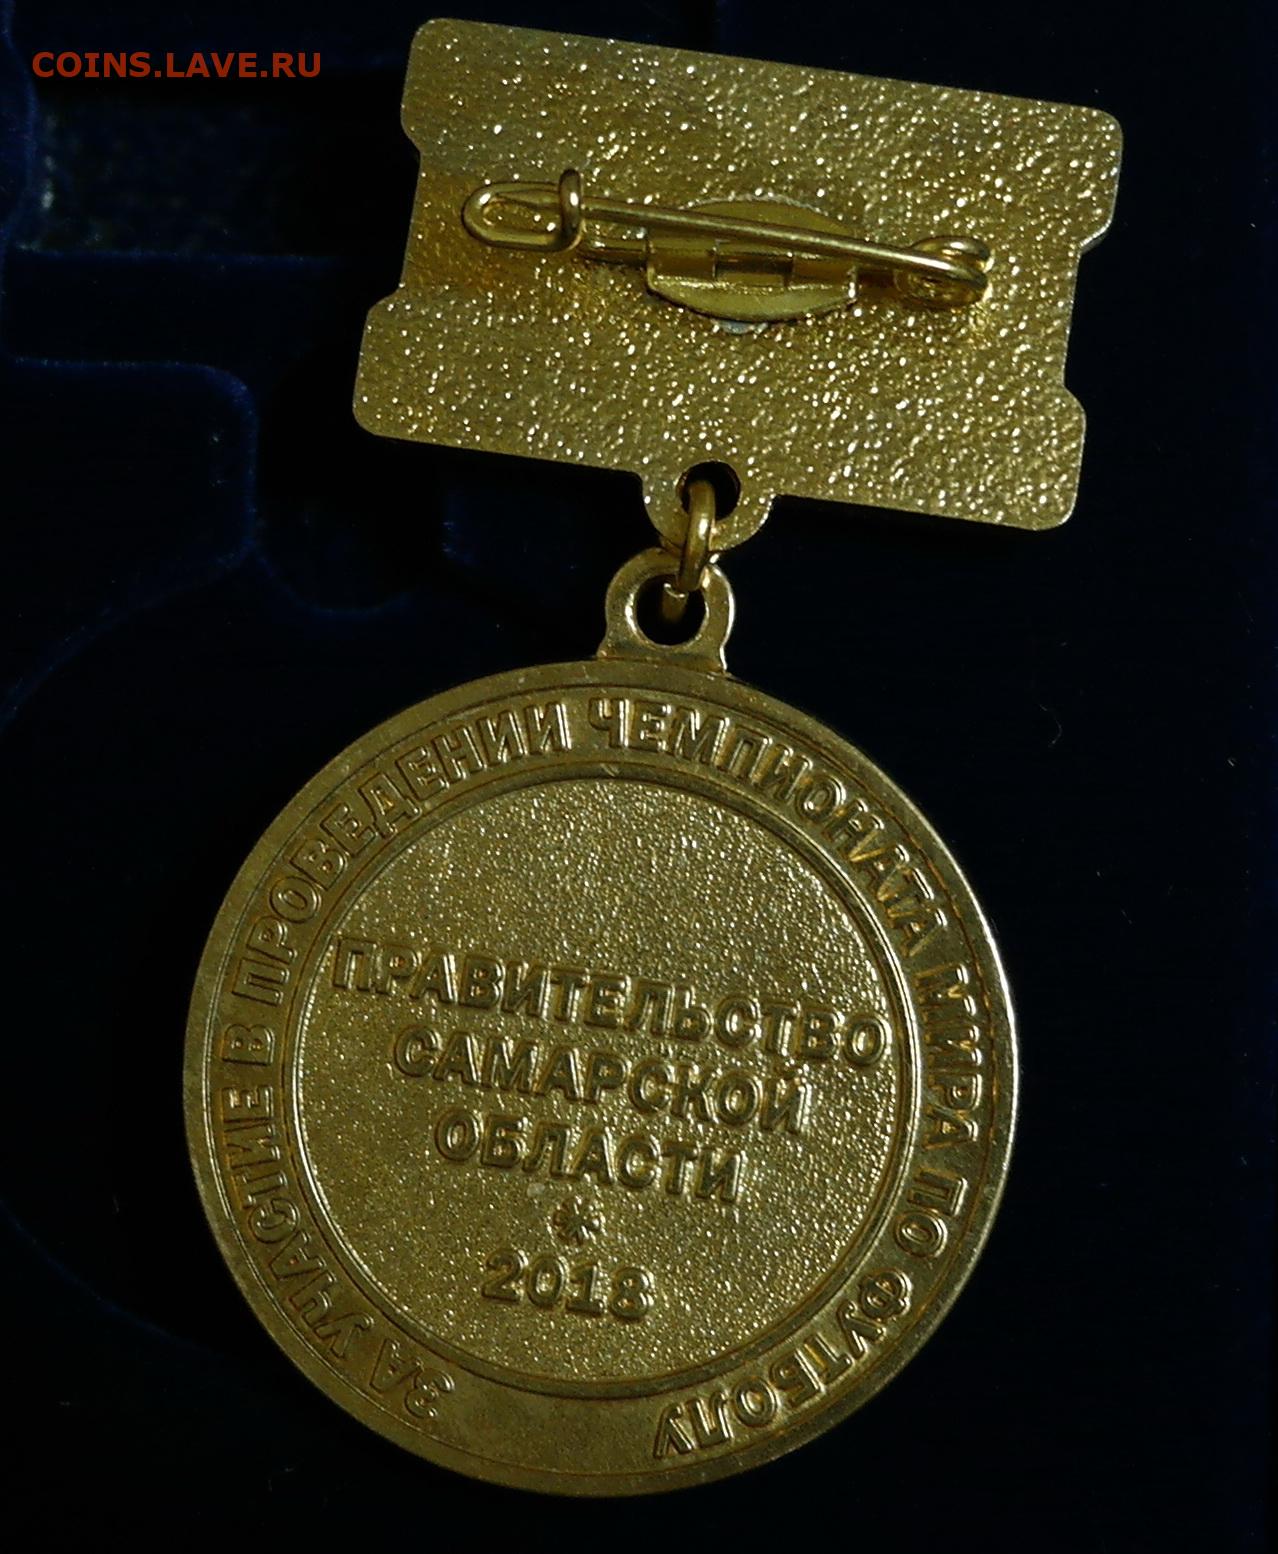 COINS.LAVE.RU
ЗА УЧАСТИЕ В ПРОВЕДЕНИИ ЧЕМПИОНАТА МИРА ПО ФУТБОЛУ
ПРАВИТЕЛЬСТВО
САМАРСКОЙ
ОБЛАСТИ
*
2018